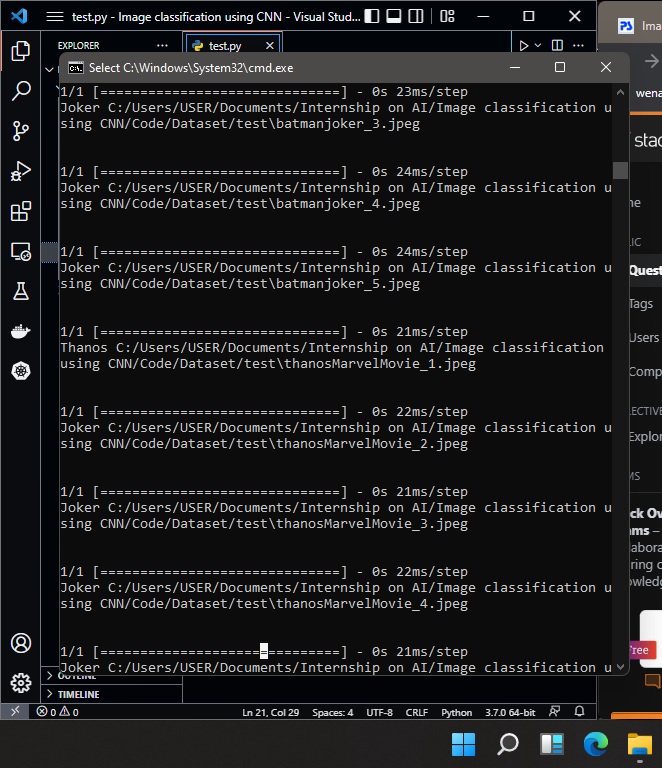 test.py - Image classification using CNN - Visual Stud...
EXPLORER
test.py
Select C:\Windows\System32\cmd.exe
1/1 [==============================] - 0s 23ms/step
Joker C:/Users/USER/Documents/Internship on AI/Image classification u
sing CNN/Code/Dataset/test\batmanjoker_3.jpeg
1/1 [==============================] - 0s 24ms/step
Joker C:/Users/USER/Documents/Internship on AI/Image classification u
sing CNN/Code/Dataset/test\batmanjoker_4.jpeg
1/1 [==============================] - 0s 24ms/step
Joker C:/Users/USER/Documents/Internship on AI/Image classification u
sing CNN/Code/Dataset/test\batmanjoker_5.jpeg
1/1 [==============================] - 0s 21ms/step
Thanos C:/Users/USER/Documents/Internship on AI/Image classification
using CNN/Code/Dataset/test\thanosMarvelMovie_1.jpeg
1/1 [==============================] - 0s 22ms/step
Joker C:/Users/USER/Documents/Internship on AI/Image classification u
sing CNN/Code/Dataset/test\thanosMarvelMovie_2.jpeg
1/1 [==============================] - 0s 21ms/step
Joker C:/Users/USER/Documents/Internship on AI/Image classification u
sing CNN/Code/Dataset/test\thanosMarvelMovie_3.jpeg
1/1 [==============================] - 0s 22ms/step
Joker C:/Users/USER/Documents/Internship on AI/Image classification u
sing CNN/Code/Dataset/test\thanosMarvelMovie_4.jpeg
1/1 [==============================] - 0s 21ms/step
Joker C:/Users/USER/Documents/Internship on AI/Image classification u
OUTLINE
TIMELINE
0 0
Ln 21, Col 29 Spaces: 4 UTF-8 CRLF Python 3.7.0 64-bit
Ima
wena
stac
me
LIC
Quest
Tags
Users
Comp
LECTIVE
Explor
MS
ck Ov
ams –
llabora
ring
owledg
ree